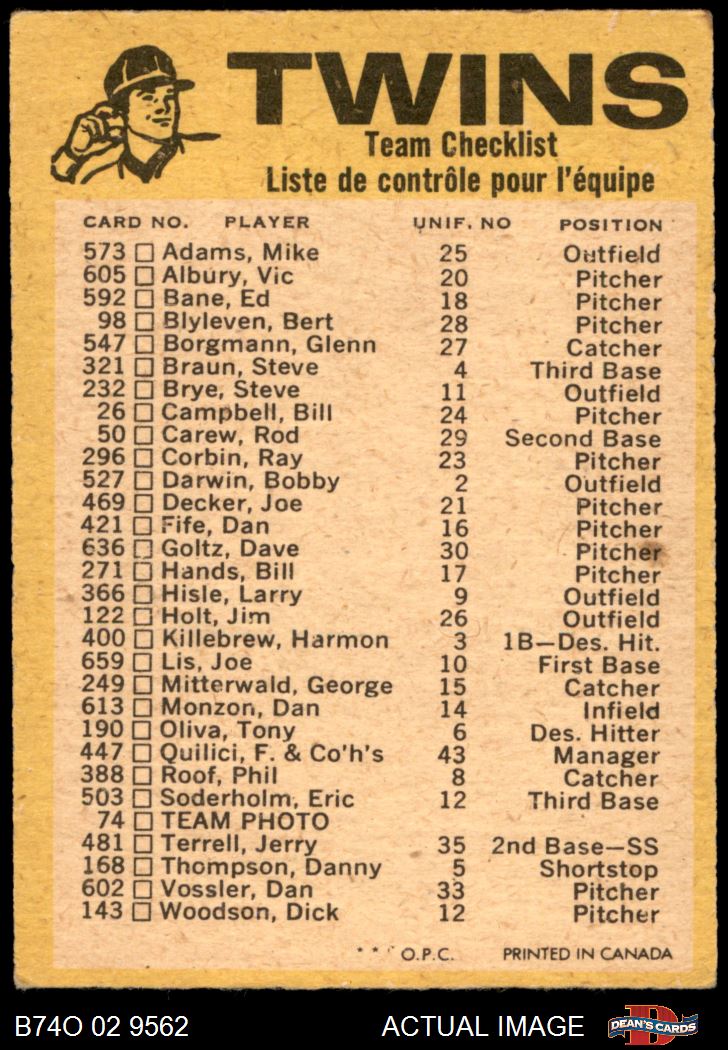 TWINS
Team Checklist
Liste de contrôle pour l'équipe
CARD NO. PLAYER UNIF. NO POSITION
573 Adams, Mike 25 Outfield
605 Albury, Vic 20 Pitcher
592 Bane, Ed 18 Pitcher
98 Blyleven, Bert 28 Pitcher
547 Borgmann, Glenn 27 Catcher
321 Braun, Steve 4 Third Base
232 Brye, Steve 11 Outfield
26 Campbell, Bill 24 Pitcher
50 Carew, Rod 29 Second Base
296 Corbin, Ray 23 Pitcher
527 Darwin, Bobby 2 Outfield
469 Decker, Joe 21 Pitcher
421 Fife, Dan 16 Pitcher
636 Goltz, Dave 30 Pitcher
271 Hands, Bill 17 Pitcher
366 Hisle, Larry 9 Outfield
122 Holt, Jim 26 Outfield
400 Killebrew, Harmon 3 1B—Des. Hit.
659 Lis, Joe 10 First Base
249 Mitterwald, George 15 Catcher
613 Monzon, Dan 14 Infield
190 Oliva, Tony 6 Des. Hitter
447 Quilici, F. & Co'h's 43 Manager
388 Roof, Phil 8 Catcher
503 Soderholm, Eric 12 Third Base
74 TEAM PHOTO
481 Terrell, Jerry 35 2nd Base—SS
168 Thompson, Danny 5 Shortstop
602 Vossler, Dan 33 Pitcher
143 Woodson, Dick 12 Pitcher
* * * O.P.C. PRINTED IN CANADA
B74O 02 9562 ACTUAL IMAGE DEAN'S CARDS